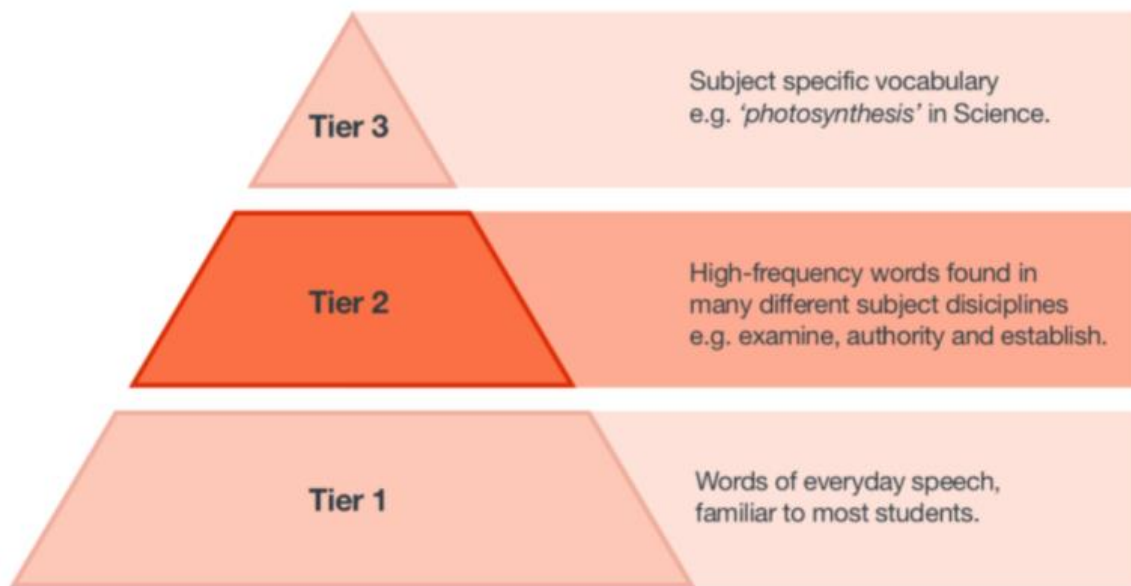 Tier 3
Subject specific vocabulary
e.g. ‘photosynthesis’ in Science.
Tier 2
High-frequency words found in
many different subject disiciplines
e.g. examine, authority and establish.
Tier 1
Words of everyday speech,
familiar to most students.